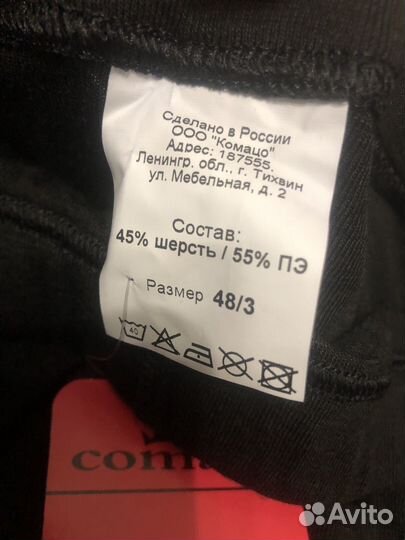 Сделано в России
ООО "Комацо"
Адрес: 187555.
Ленингр. обл., г. Тихвин
ул. Мебельная, д. 2
Состав:
45% шерсть / 55% ПЭ
Размер 48/3
40
Avito